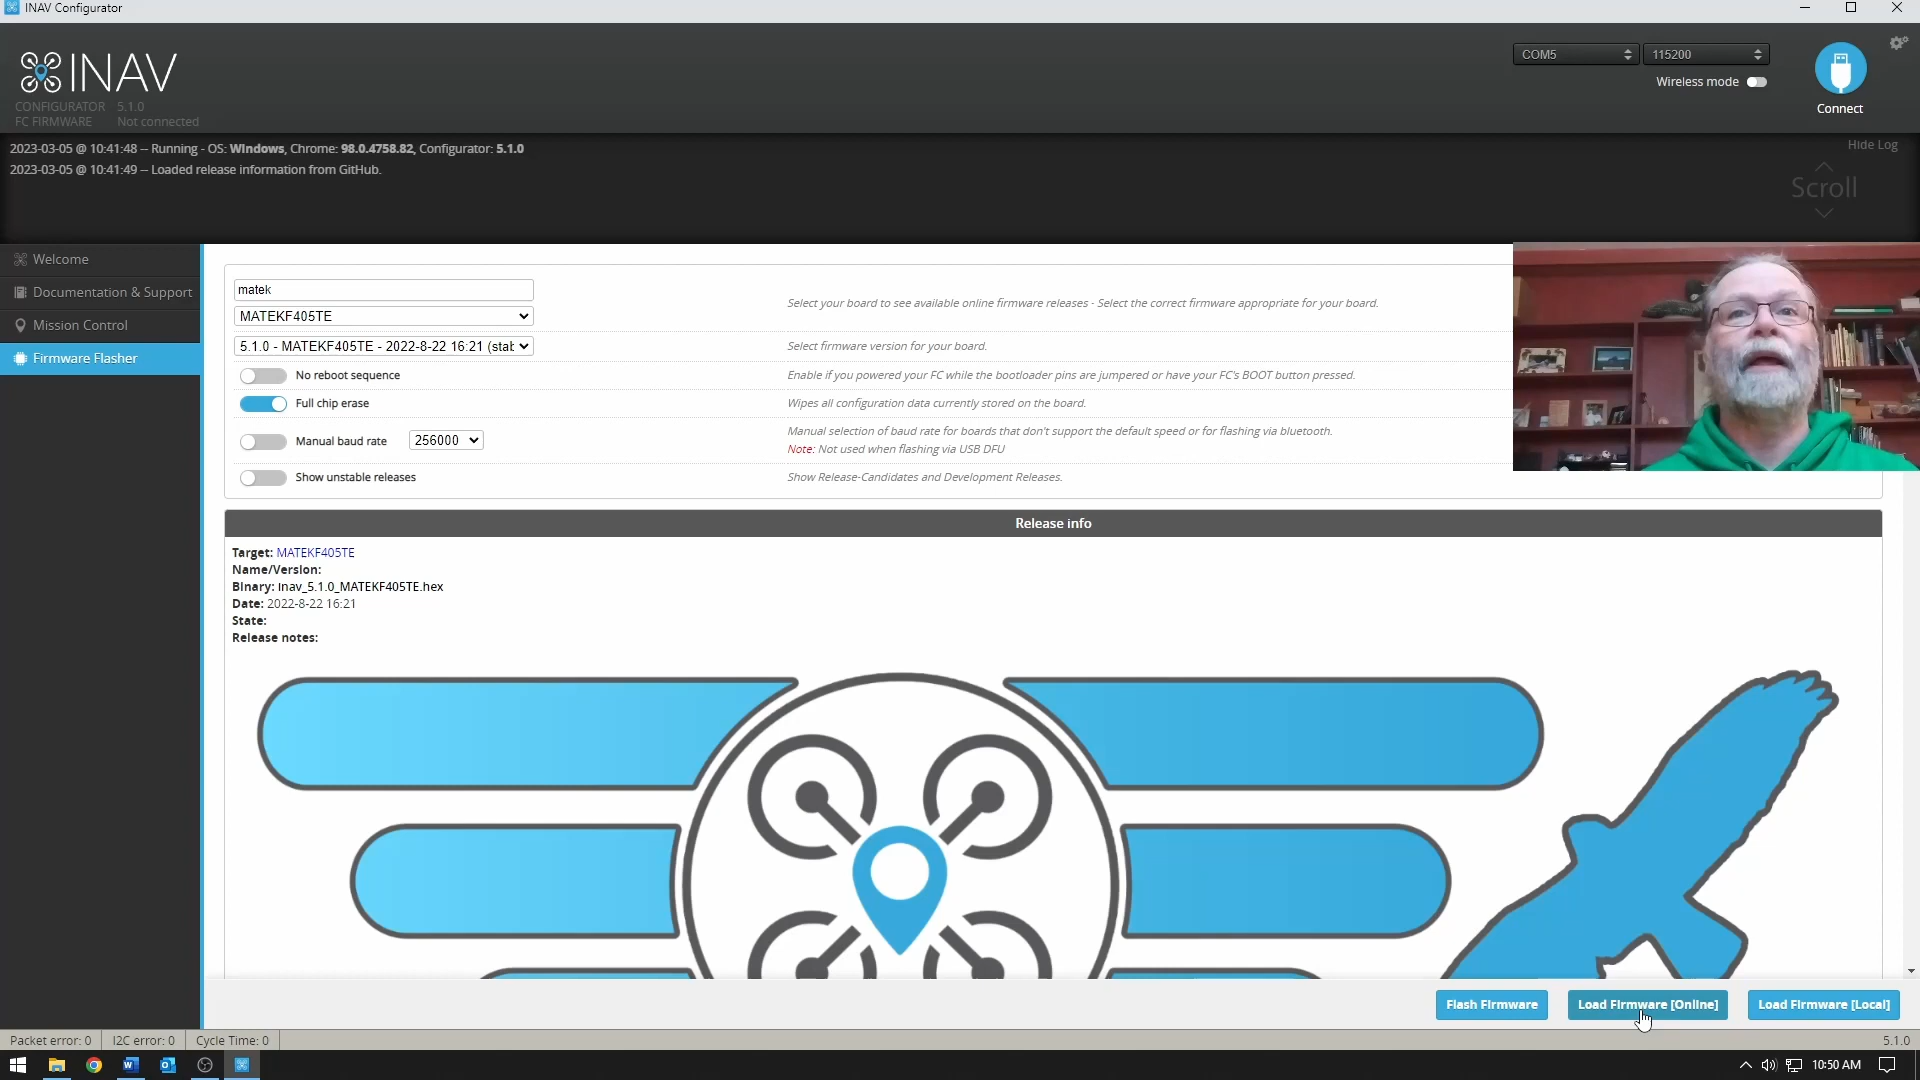 INAV Configurator
INAV
CONFIGURATOR 5.1.0
FC FIRMWARE Not connected
COM5
115200
Wireless mode
Connect
2023-03-05 @ 10:41:48 -- Running - OS: Windows, Chrome: 98.0.4758.82, Configurator: 5.1.0
2023-03-05 @ 10:41:49 -- Loaded release information from GitHub.
Hide Log
Scroll
Welcome
Documentation & Support
Mission Control
Firmware Flasher
matek
MATEKF405TE
Select your board to see available online firmware releases - Select the correct firmware appropriate for your board.
5.1.0 - MATEKF405TE - 2022-8-22 16:21 (stab
Select firmware version for your board.
No reboot sequence
Enable if you powered your FC while the bootloader pins are jumpered or have your FC's BOOT button pressed.
Full chip erase
Wipes all configuration data currently stored on the board.
Manual baud rate 256000
Manual selection of baud rate for boards that don't support the default speed or for flashing via bluetooth.
Note: Not used when flashing via USB DFU
Show unstable releases
Show Release-Candidates and Development Releases.
Release info
Target: MATEKF405TE
Name/Version:
Binary: inav_5.1.0_MATEKF405TE.hex
Date: 2022-8-22 16:21
State:
Release notes:
Flash Firmware
Load Firmware [Online]
Load Firmware [Local]
Packet error: 0 I2C error: 0 Cycle Time: 0
5.1.0
10:50 AM